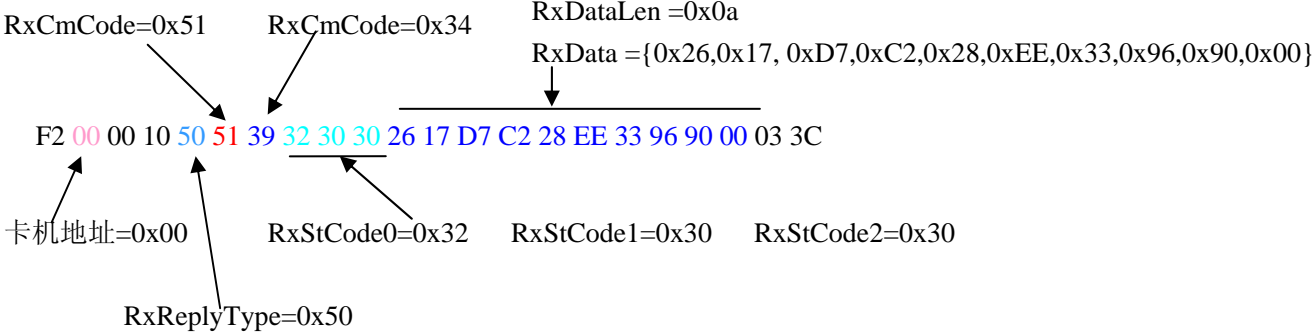 RxDataLen =0x0a
RxCmCode=0x51 RxCmCode=0x34
RxData ={0x26,0x17, 0xD7,0xC2,0x28,0xEE,0x33,0x96,0x90,0x00}
F2 00 00 10 50 51 39 32 30 30 26 17 D7 C2 28 EE 33 96 90 00 03 3C
卡机地址=0x00 RxStCode0=0x32 RxStCode1=0x30 RxStCode2=0x30
RxReplyType=0x50